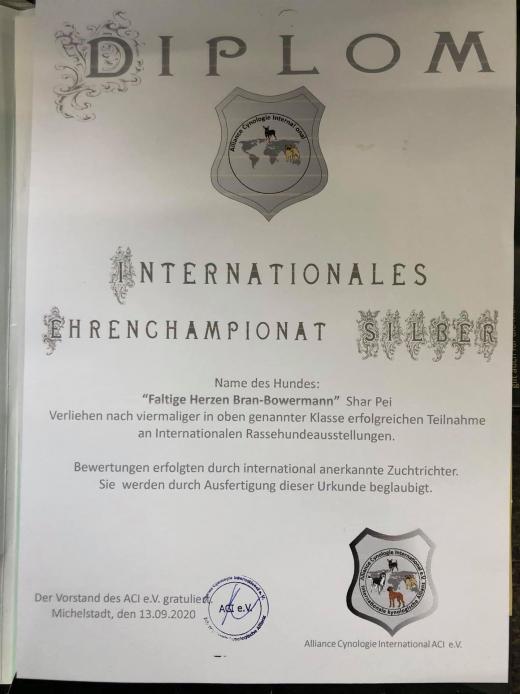 DIPLOM
Alliance Cynologie International
INTERNATIONALES
EHRENCHAMPIONAT SILBER
Name des Hundes:
“Faltige Herzen Bran-Bowermann” Shar Pei
Verliehen nach viermaliger in oben genannter Klasse erfolgreichen Teilnahme
an Internationalen Rassehundeausstellungen.
Bewertungen erfolgten durch international anerkannte Zuchtrichter.
Sie werden durch Ausfertigung dieser Urkunde beglaubigt.
Alliance Cynologie International e.V.
Internationale kynologische Allianz
Der Vorstand des ACI e.V. gratuliert.
Michelstadt, den 13.09.2020
ACI e.V.
Alliance Cynologie International ACI e.V.